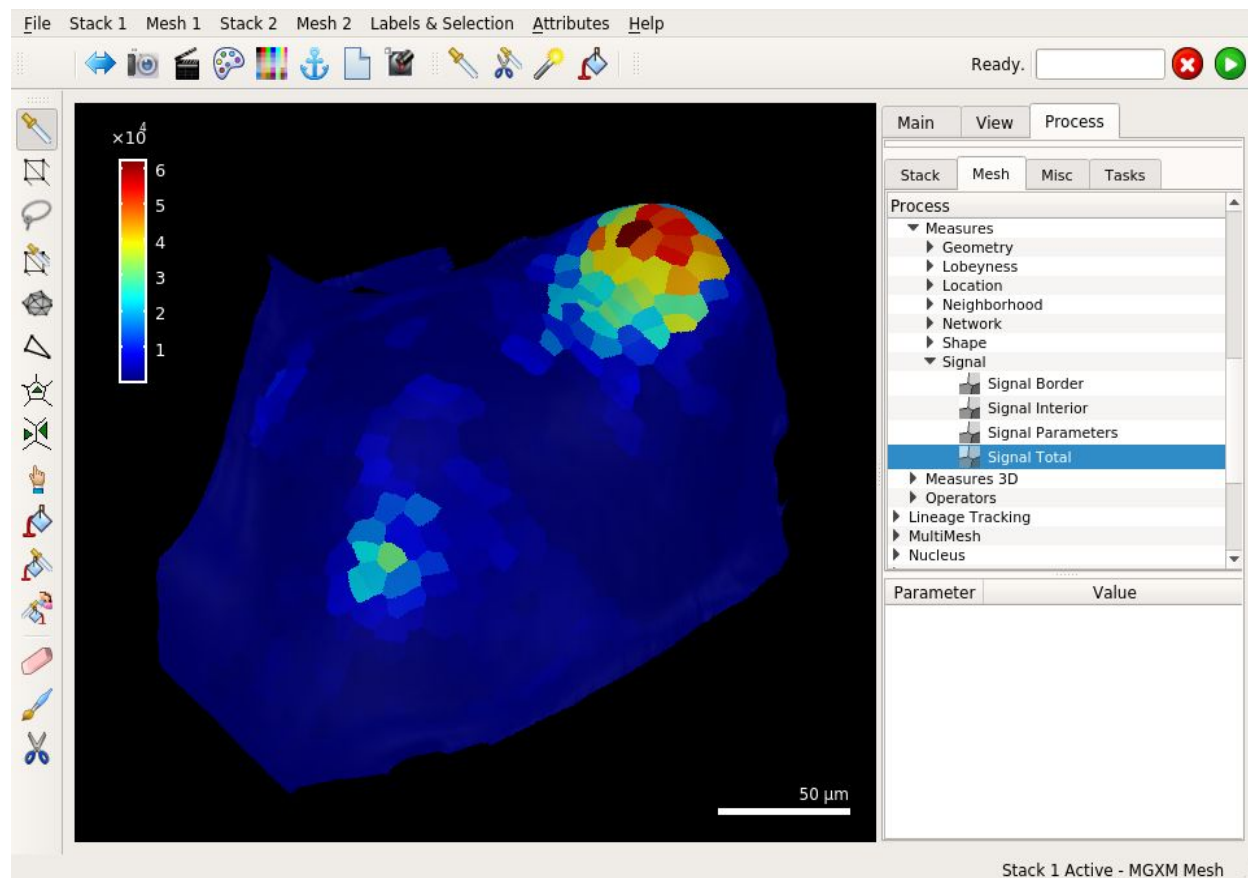 File Stack 1 Mesh 1 Stack 2 Mesh 2 Labels & Selection Attributes Help
Ready.
×10⁴
6
5
4
3
2
1
50 µm
Main View Process
Stack Mesh Misc Tasks
Process
Measures
Geometry
Lobeyness
Location
Neighborhood
Network
Shape
Signal
Signal Border
Signal Interior
Signal Parameters
Signal Total
Measures 3D
Operators
Lineage Tracking
MultiMesh
Nucleus
Parameter Value
Stack 1 Active - MGXM Mesh